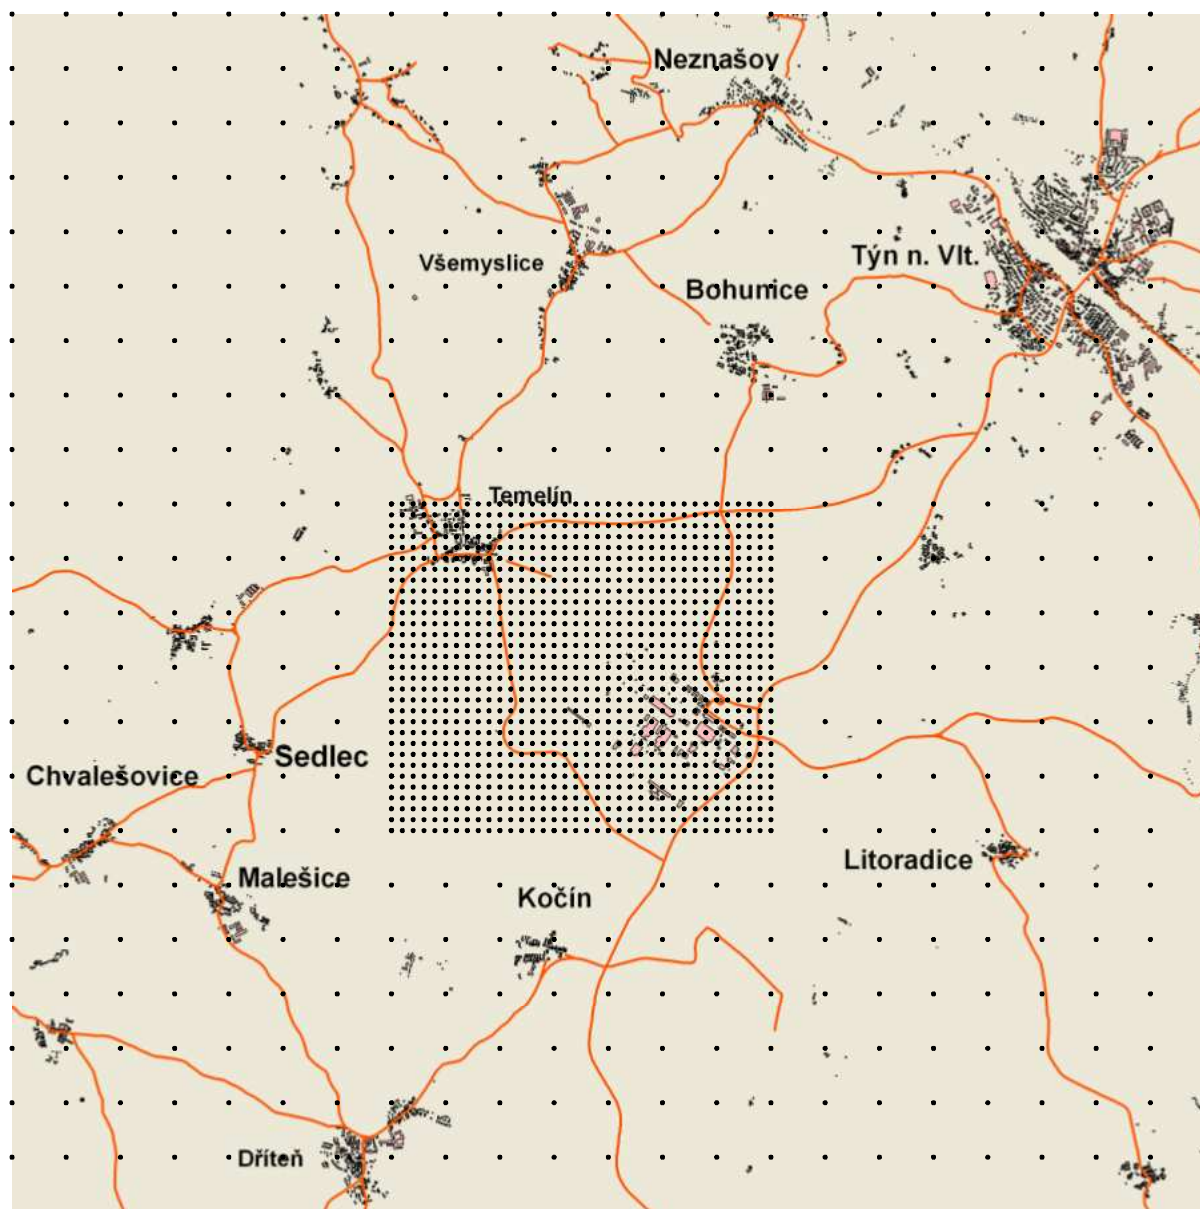 Neznašov
Všemyslice
Týn n. Vlt.
Bohunice
Temelín
Sedlec
Chvalešovice
Malešice
Litoradice
Kočín
Dříteň